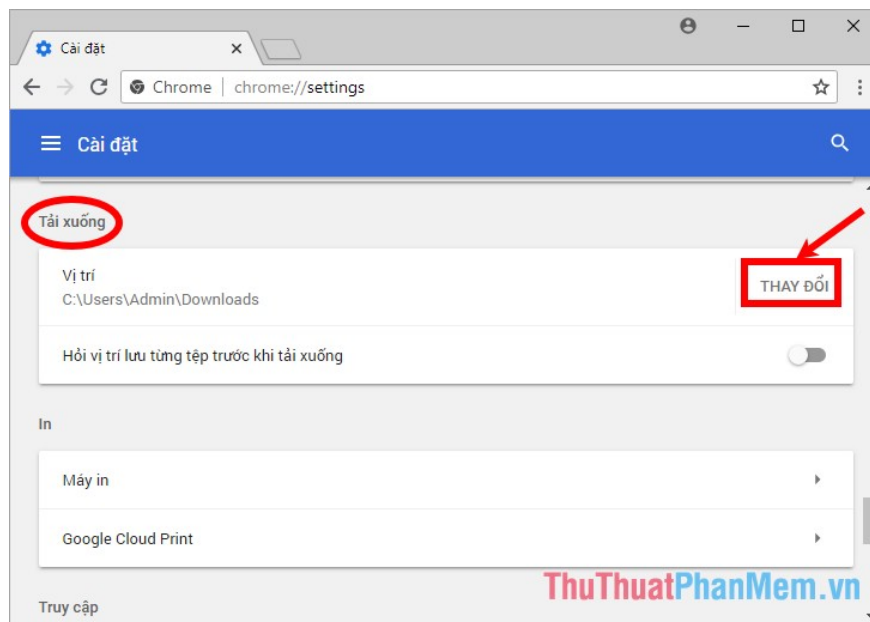 Cài đặt
Chrome | chrome://settings
Cài đặt
Tải xuống
Vị trí
C:\Users\Admin\Downloads
THAY ĐỔI
Hỏi vị trí lưu từng tệp trước khi tải xuống
In
Máy in
Google Cloud Print
ThuThuatPhanMem.vn
Truy cập